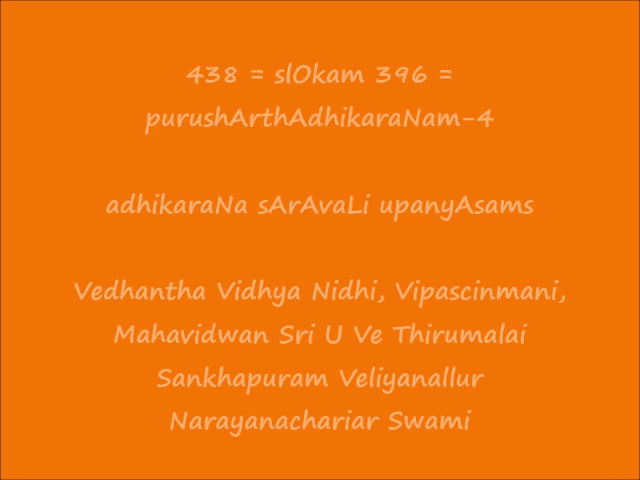 438 = slOkam 396 =
purushArthAdhikaraNam-4
adhikaraNa sArAvaLi upanyAsams
Vedhantha Vidhya Nidhi, Vipascinmani,
Mahavidwan Sri U Ve Thirumalai
Sankhapuram Veliyanallur
Narayanachariar Swami